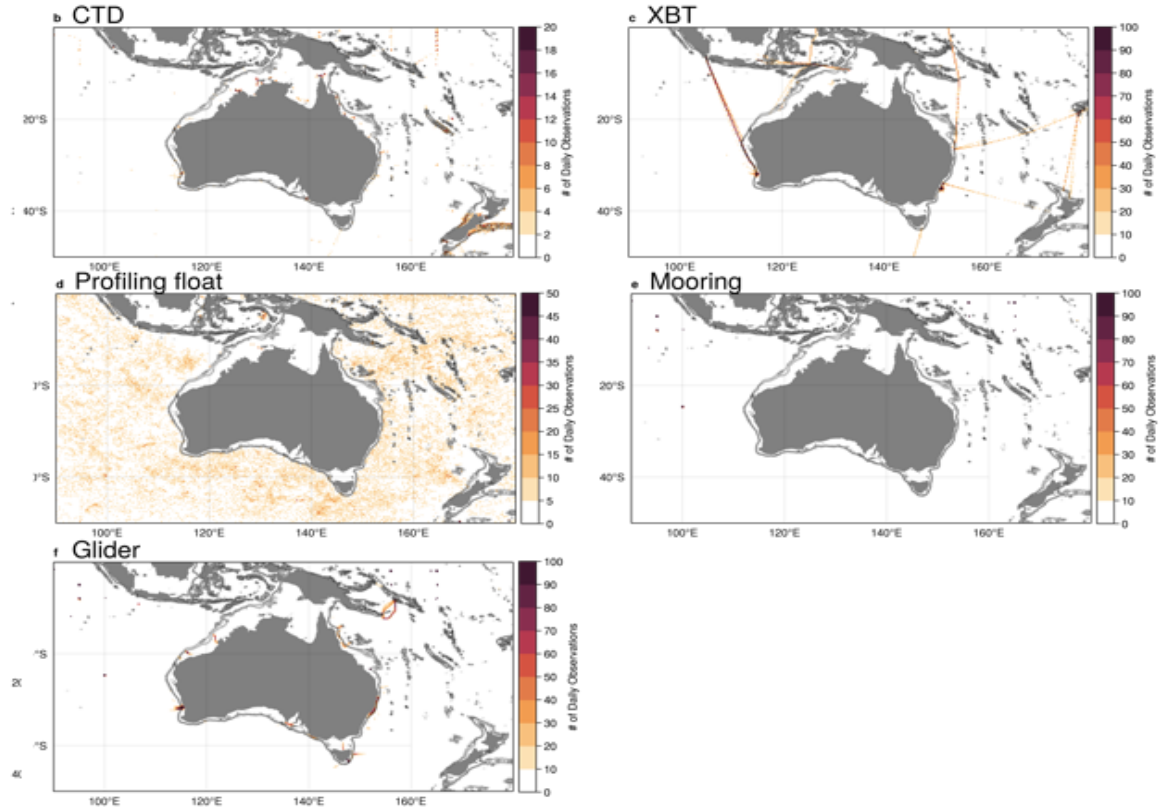 b CTD
20
18
16
14
12
10
8
6
4
2
0
# of Daily Observations
20°S
40°S
100°E 120°E 140°E 160°E
c XBT
100
90
80
70
60
50
40
30
20
10
0
# of Daily Observations
20°S
40°S
100°E 120°E 140°E 160°E
d Profiling float
50
45
40
35
30
25
20
15
10
5
0
# of Daily Observations
)°S
)°S
100°E 120°E 140°E 160°E
e Mooring
100
90
80
70
60
50
40
30
20
10
0
# of Daily Observations
20°S
40°S
100°E 120°E 140°E 160°E
f Glider
100
90
80
70
60
50
40
30
20
10
0
# of Daily Observations
2(
°S
°S
4(
100°E 120°E 140°E 160°E